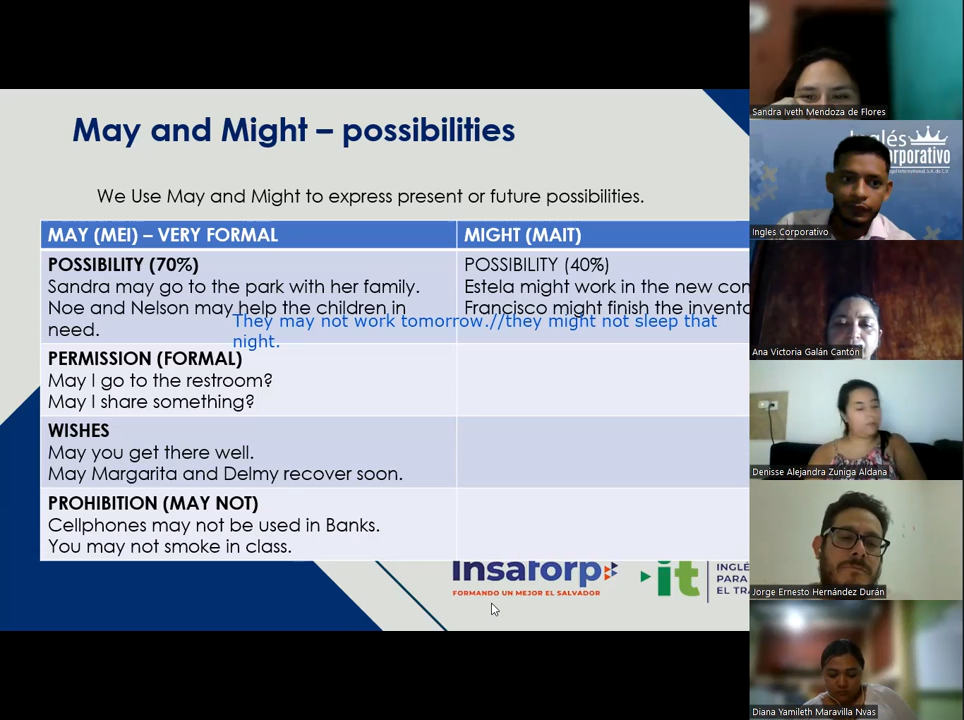 May and Might – possibilities
We Use May and Might to express present or future possibilities.
MAY (MEI) – VERY FORMAL
MIGHT (MAIT)
POSSIBILITY (70%)
Sandra may go to the park with her family.
Noe and Nelson may help the children in
need.
POSSIBILITY (40%)
Estela might work in the new com
Francisco might finish the invento
They may not work tomorrow.//they might not sleep that
night.
PERMISSION (FORMAL)
May I go to the restroom?
May I share something?
WISHES
May you get there well.
May Margarita and Delmy recover soon.
PROHIBITION (MAY NOT)
Cellphones may not be used in Banks.
You may not smoke in class.
Insaforp
FORMANDO UN MEJOR EL SALVADOR
it
INGLÉ
PARA
EL TRA
Sandra Iveth Mendoza de Flores
Inglés
orporativo
Ingles Corporativo
Ana Victoria Galán Cantón
Denisse Alejandra Zuniga Aldana
Jorge Ernesto Hernández Durán
Diana Yamileth Maravilla Nvas